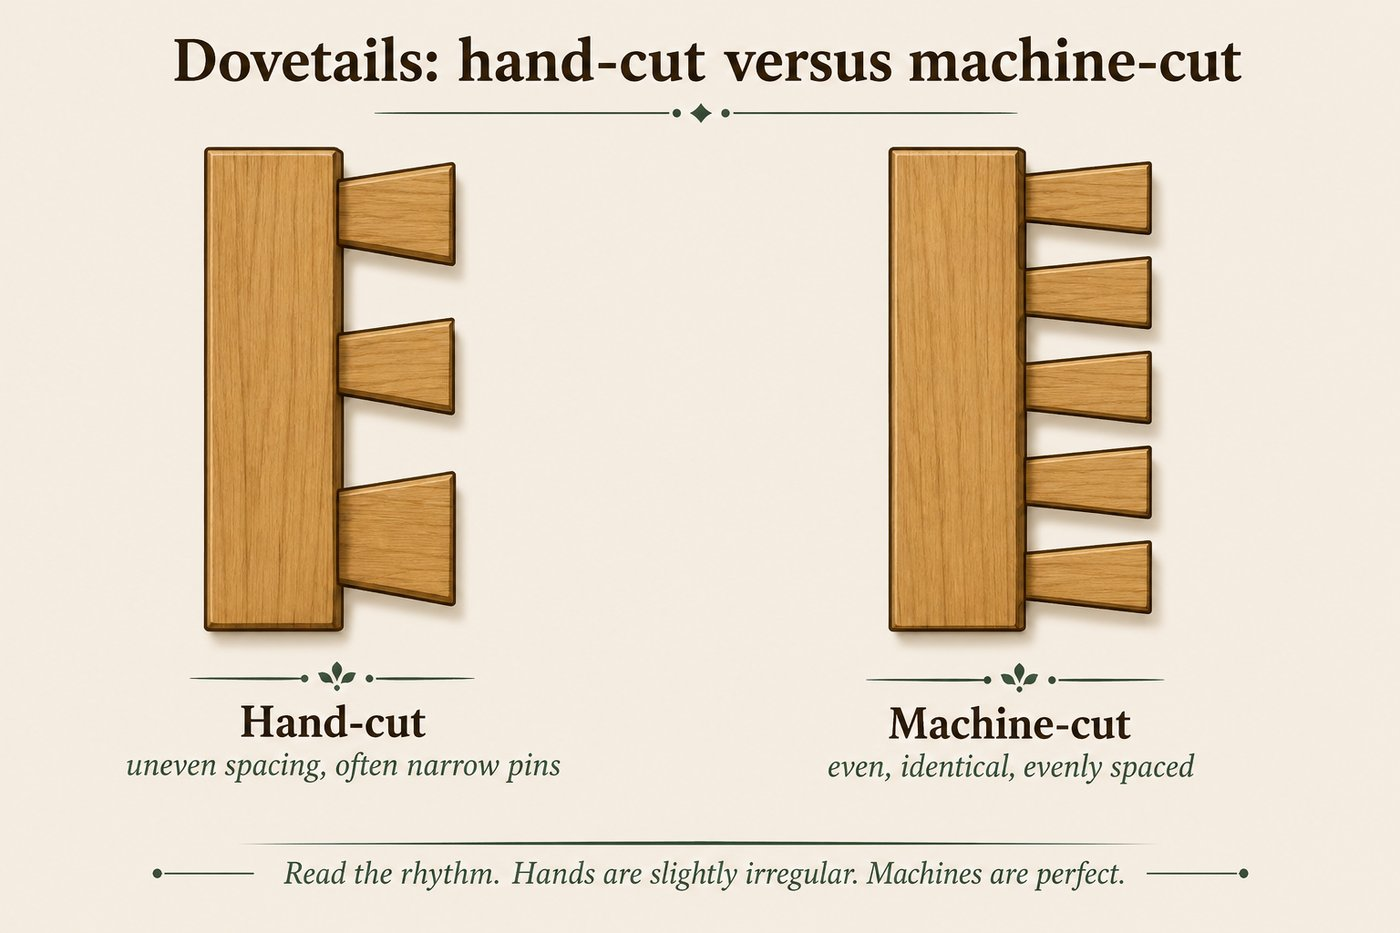 Dovetails: hand-cut versus machine-cut
Hand-cut
uneven spacing, often narrow pins
Machine-cut
even, identical, evenly spaced
Read the rhythm. Hands are slightly irregular. Machines are perfect.